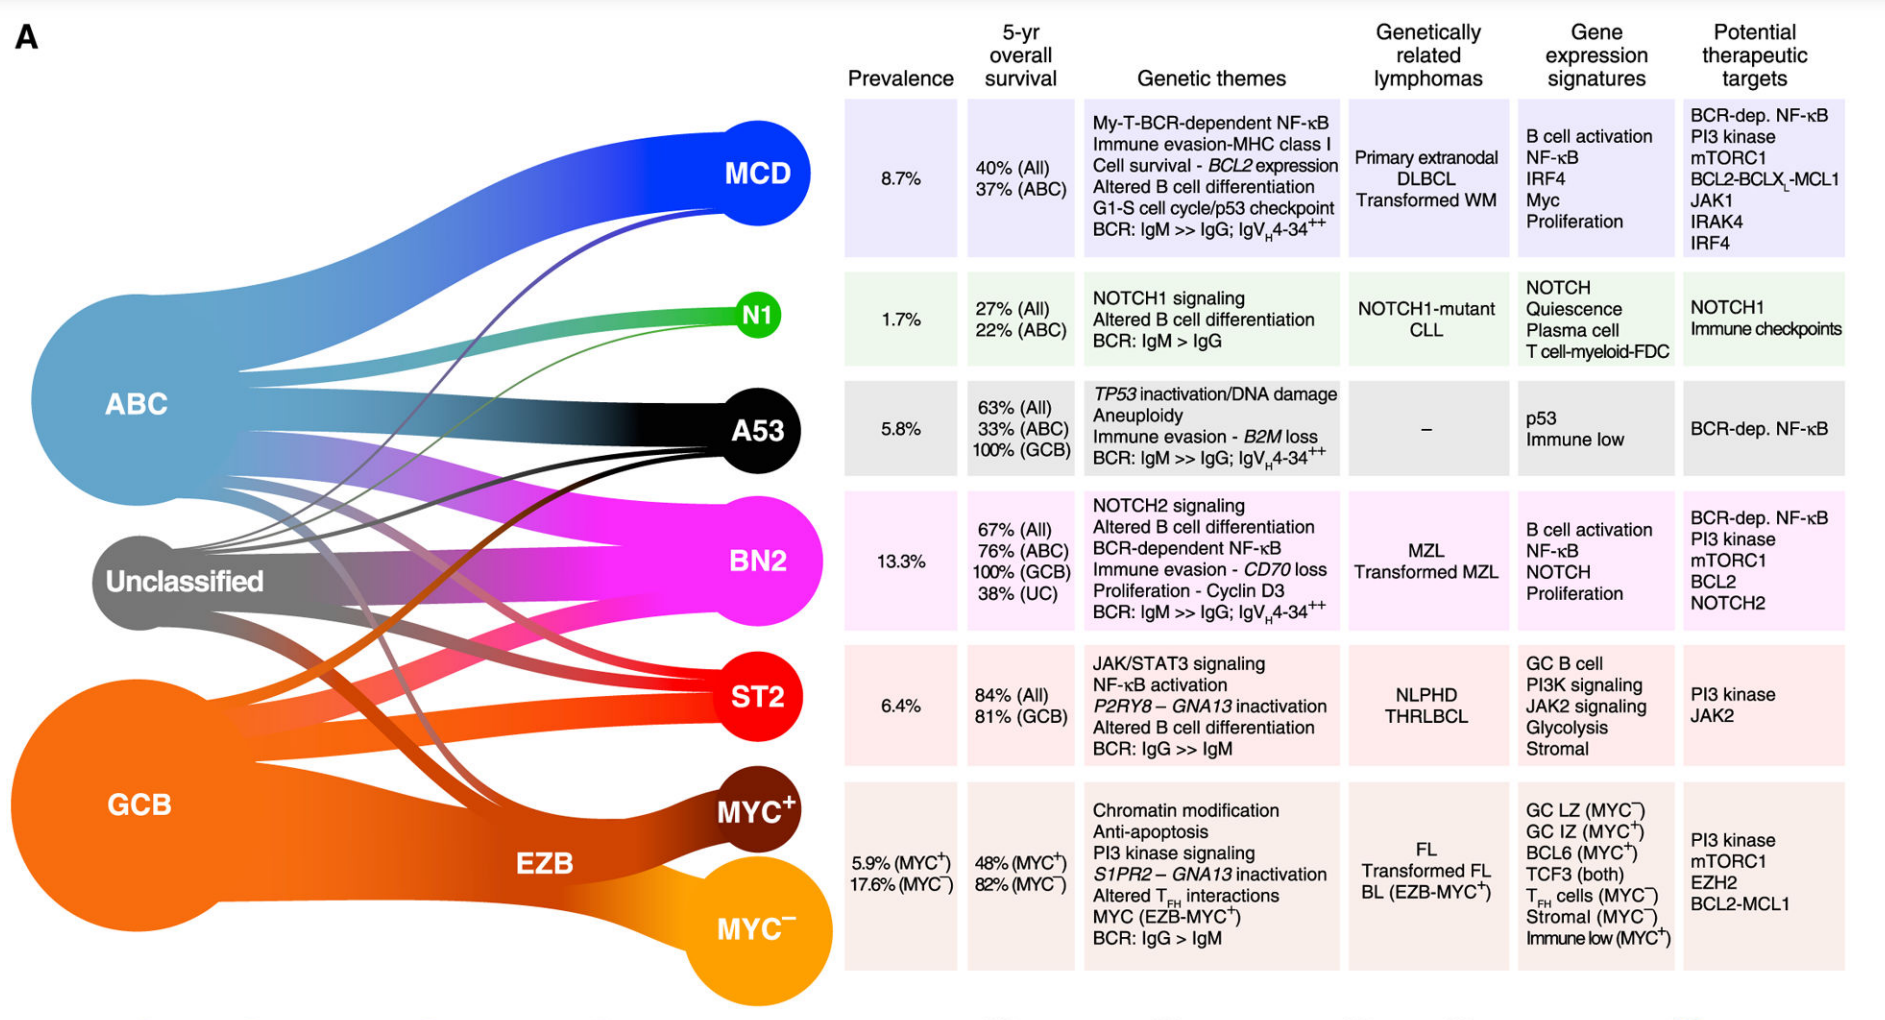 A
Prevalence
5-yr
overall
survival
Genetic themes
Genetically
related
lymphomas
Gene
expression
signatures
Potential
therapeutic
targets
ABC
Unclassified
GCB
EZB
MCD
8.7%
40% (All)
37% (ABC)
My-T-BCR-dependent NF-κB
Immune evasion-MHC class I
Cell survival - BCL2 expression
Altered B cell differentiation
G1-S cell cycle/p53 checkpoint
BCR: IgM >> IgG; IgVH4-34++
Primary extranodal
DLBCL
Transformed WM
B cell activation
NF-κB
IRF4
Myc
Proliferation
BCR-dep. NF-κB
PI3 kinase
mTORC1
BCL2-BCLXL-MCL1
JAK1
IRAK4
IRF4
N1
1.7%
27% (All)
22% (ABC)
NOTCH1 signaling
Altered B cell differentiation
BCR: IgM > IgG
NOTCH1-mutant
CLL
NOTCH
Quiescence
Plasma cell
T cell-myeloid-FDC
NOTCH1
Immune checkpoints
A53
5.8%
63% (All)
33% (ABC)
100% (GCB)
TP53 inactivation/DNA damage
Aneuploidy
Immune evasion - B2M loss
BCR: IgM >> IgG; IgVH4-34++
–
p53
Immune low
BCR-dep. NF-κB
BN2
13.3%
67% (All)
76% (ABC)
100% (GCB)
38% (UC)
NOTCH2 signaling
Altered B cell differentiation
BCR-dependent NF-κB
Immune evasion - CD70 loss
Proliferation - Cyclin D3
BCR: IgM >> IgG; IgVH4-34++
MZL
Transformed MZL
B cell activation
NF-κB
NOTCH
Proliferation
BCR-dep. NF-κB
PI3 kinase
mTORC1
BCL2
NOTCH2
ST2
6.4%
84% (All)
81% (GCB)
JAK/STAT3 signaling
NF-κB activation
P2RY8 – GNA13 inactivation
Altered B cell differentiation
BCR: IgG >> IgM
NLPHD
THRLBCL
GC B cell
PI3K signaling
JAK2 signaling
Glycolysis
Stromal
PI3 kinase
JAK2
MYC+
MYC−
5.9% (MYC+)
17.6% (MYC−)
48% (MYC+)
82% (MYC−)
Chromatin modification
Anti-apoptosis
PI3 kinase signaling
S1PR2 – GNA13 inactivation
Altered TFH interactions
MYC (EZB-MYC+)
BCR: IgG > IgM
FL
Transformed FL
BL (EZB-MYC+)
GC LZ (MYC−)
GC IZ (MYC+)
BCL6 (MYC+)
TCF3 (both)
TFH cells (MYC−)
Stromal (MYC−)
Immune low (MYC+)
PI3 kinase
mTORC1
EZH2
BCL2-MCL1